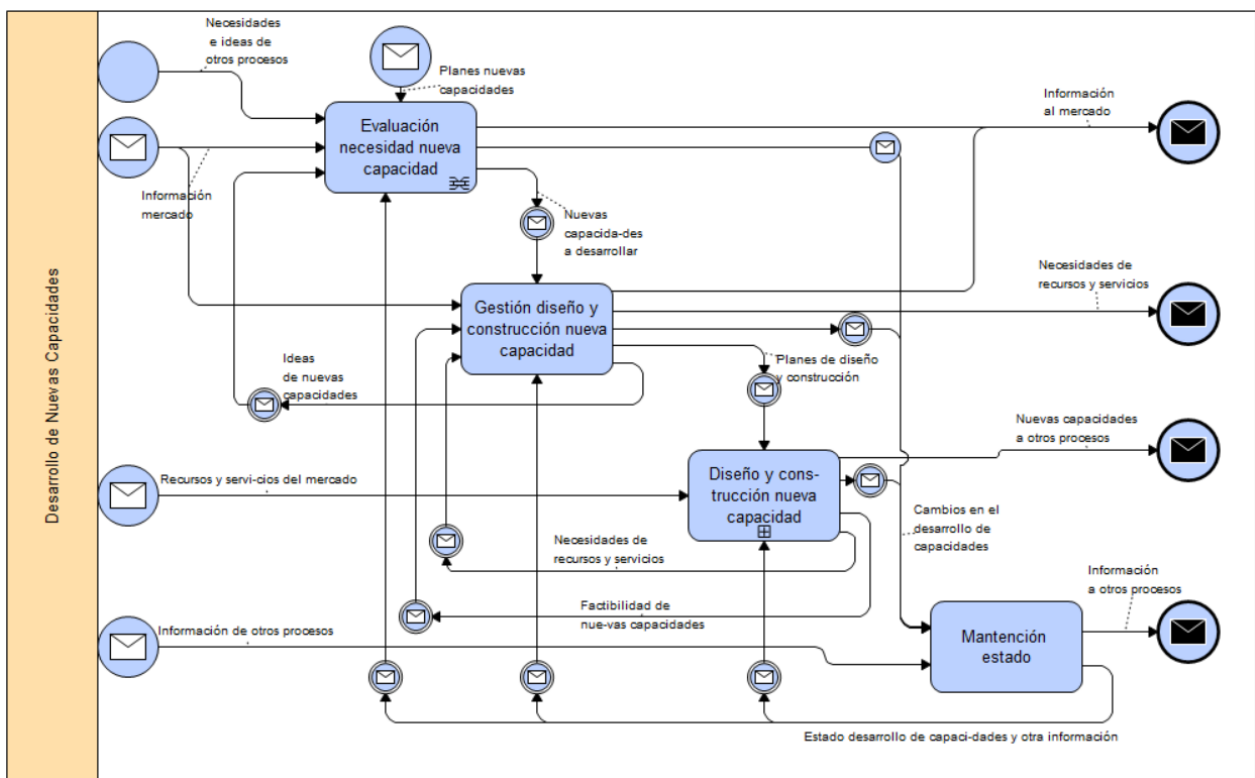 Desarrollo de Nuevas Capacidades
Necesidades
e ideas de
otros procesos
Planes nuevas
capacidades
Evaluación
necesidad nueva
capacidad
Información
al mercado
Información
mercado
Nuevas
capacida-des
a desarrollar
Necesidades de
recursos y servicios
Gestión diseño y
construcción nueva
capacidad
Ideas
de nuevas
capacidades
Planes de diseño
y construcción
Nuevas capacidades
a otros procesos
Recursos y servi-cios del mercado
Diseño y cons-
trucción nueva
capacidad
Cambios en el
desarrollo de
capacidades
Necesidades de
recursos y servicios
Información
a otros procesos
Factibilidad de
nue-vas capacidades
Información de otros procesos
Mantención
estado
Estado desarrollo de capaci-dades y otra información